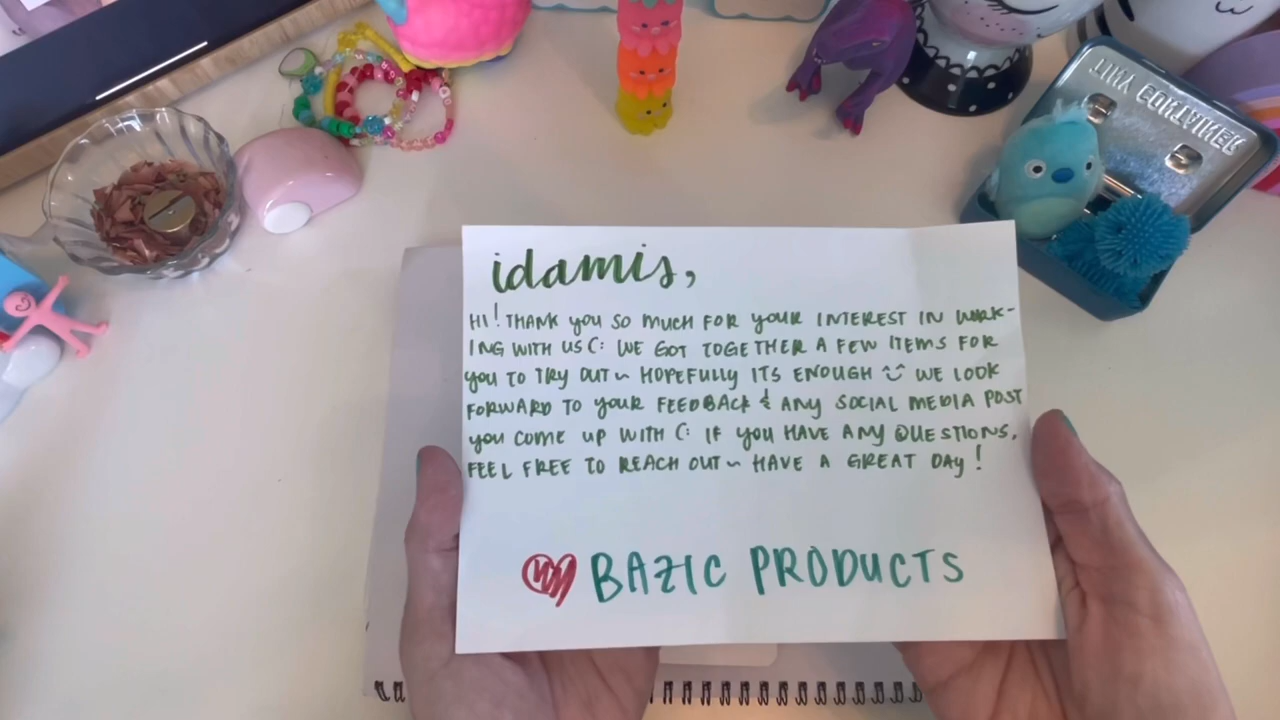 TINY CONTAINER
idamis,
HI! THANK YOU SO MUCH FOR YOUR INTEREST IN WORK-
ING WITH US (: WE GOT TOGETHER A FEW ITEMS FOR
YOU TO TRY OUT~ HOPEFULLY ITS ENOUGH :) WE LOOK
FORWARD TO YOUR FEEDBACK & ANY SOCIAL MEDIA POST
YOU COME UP WITH (: IF YOU HAVE ANY QUESTIONS,
FEEL FREE TO REACH OUT~ HAVE A GREAT DAY!
BAZIC PRODUCTS